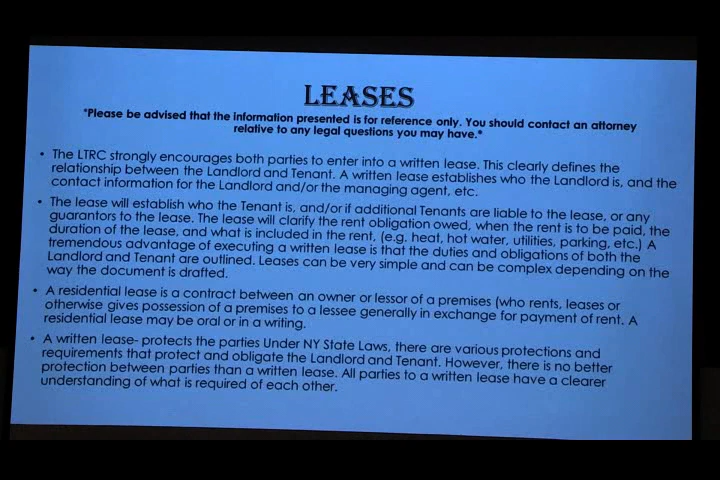 LEASES
*Please be advised that the information presented is for reference only. You should contact an attorney
relative to any legal questions you may have.*
• The LTRC strongly encourages both parties to enter into a written lease. This clearly defines the
relationship between the Landlord and Tenant. A written lease establishes who the Landlord is, and the
contact information for the Landlord and/or the managing agent, etc.
• The lease will establish who the Tenant is, and/or if additional Tenants are liable to the lease, or any
guarantors to the lease. The lease will clarify the rent obligation owed, when the rent is to be paid, the
duration of the lease, and what is included in the rent, (e.g. heat, hot water, utilities, parking, etc.) A
tremendous advantage of executing a written lease is that the duties and obligations of both the
Landlord and Tenant are outlined. Leases can be very simple and can be complex depending on the
way the document is drafted.
• A residential lease is a contract between an owner or lessor of a premises (who rents, leases or
otherwise gives possession of a premises to a lessee generally in exchange for payment of rent. A
residential lease may be oral or in a writing.
• A written lease- protects the parties Under NY State Laws, there are various protections and
requirements that protect and obligate the Landlord and Tenant. However, there is no better
protection between parties than a written lease. All parties to a written lease have a clearer
understanding of what is required of each other.